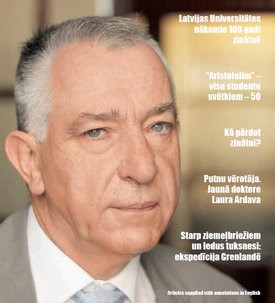 Latvijas Universitātes
nākamie 100 gadi
zinātnē
"Aristotelim" –
visu studentu
svētkiem – 50
Kā pārdot
zinātni?
Putnu vērotāja.
Jaunā doktore
Laura Ārdava
Starp ziemeļbriežiem
un ledus tuksnesi:
ekspedīcija Grenlandē
Articles supplied with annotations in English